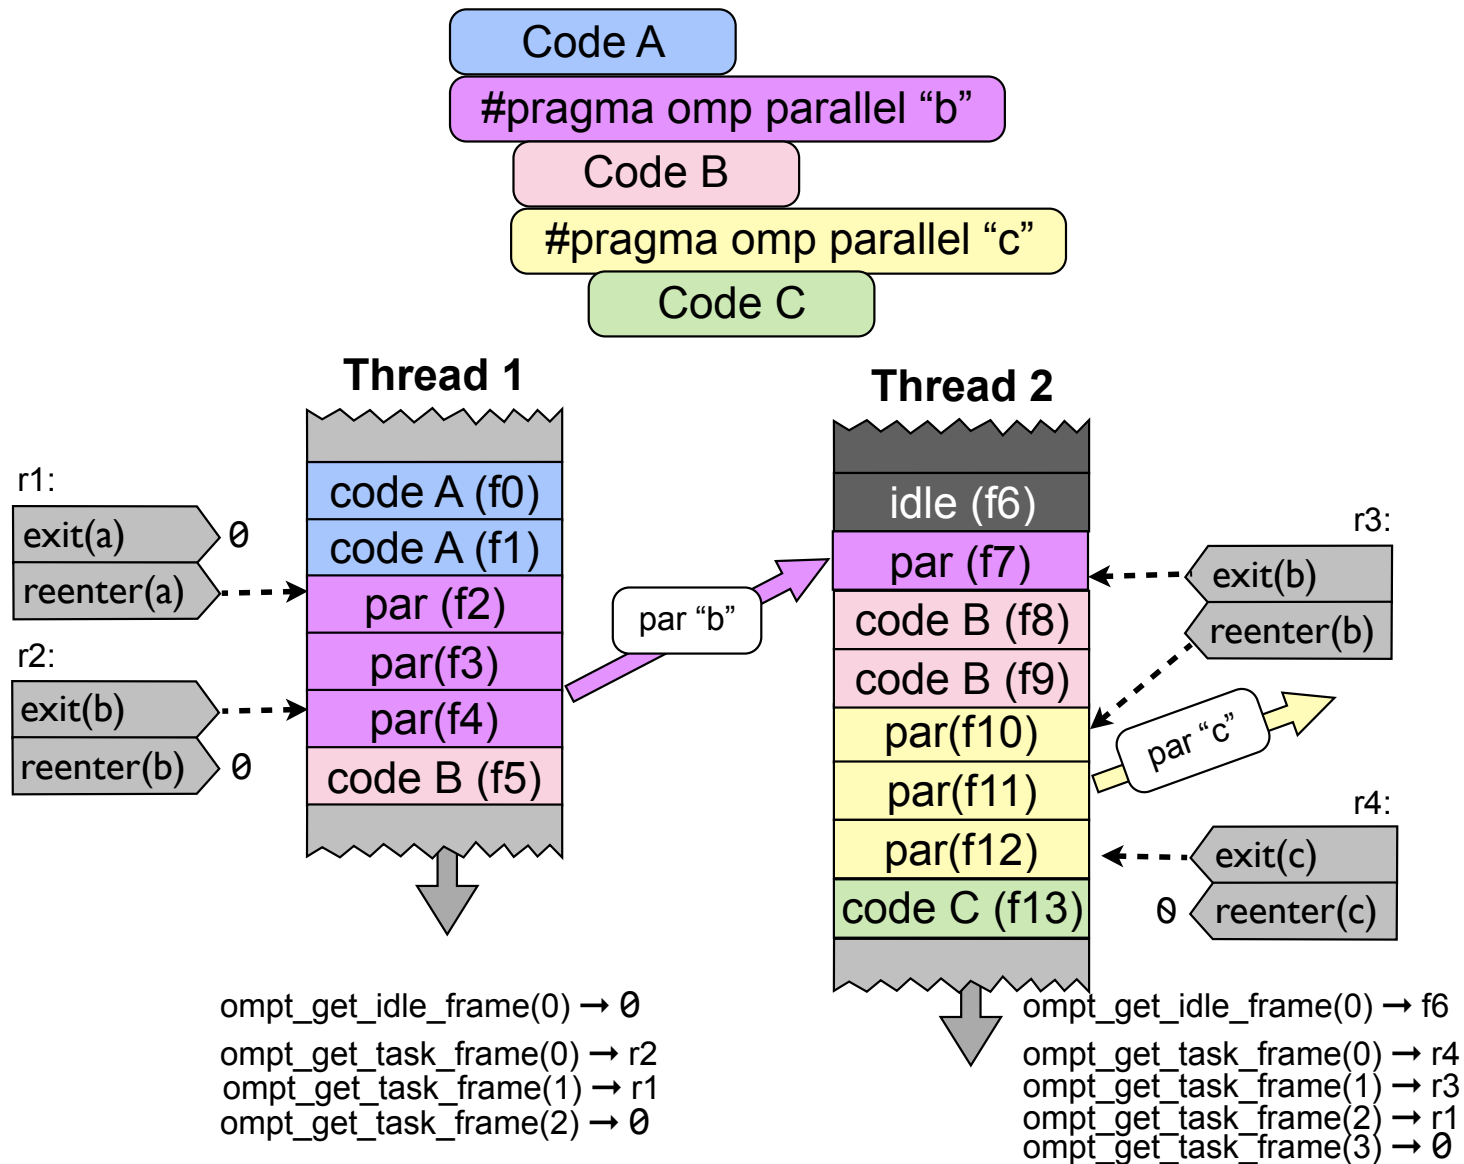 Code A
#pragma omp parallel “b”
Code B
#pragma omp parallel “c”
Code C
Thread 1
r1:
exit(a) 0
reenter(a)
r2:
exit(b)
reenter(b) 0
code A (f0)
code A (f1)
par (f2)
par(f3)
par(f4)
code B (f5)
par “b”
Thread 2
idle (f6)
par (f7)
code B (f8)
code B (f9)
par(f10)
par(f11)
par(f12)
code C (f13)
r3:
exit(b)
reenter(b)
par “c”
r4:
exit(c)
0 reenter(c)
ompt_get_idle_frame(0) → 0
ompt_get_task_frame(0) → r2
ompt_get_task_frame(1) → r1
ompt_get_task_frame(2) → 0
ompt_get_idle_frame(0) → f6
ompt_get_task_frame(0) → r4
ompt_get_task_frame(1) → r3
ompt_get_task_frame(2) → r1
ompt_get_task_frame(3) → 0